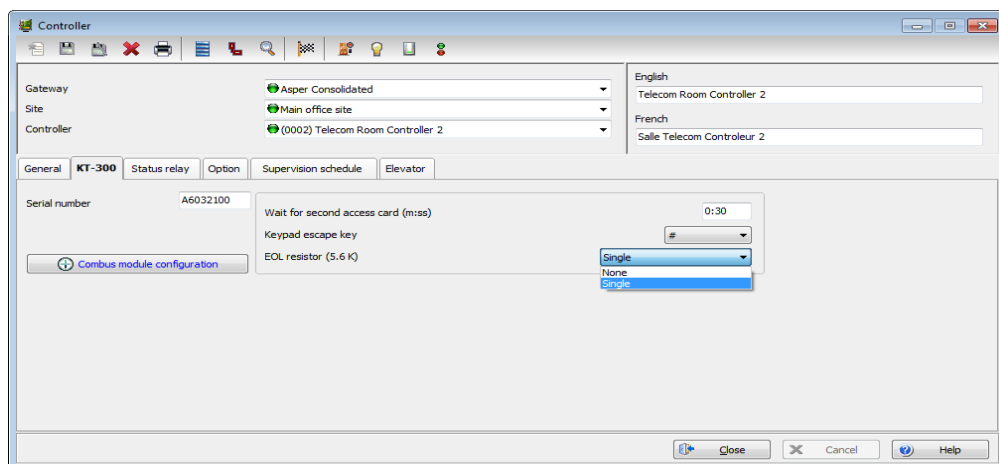 Controller
Gateway
Asper Consolidated
Site
Main office site
Controller
(0002) Telecom Room Controller 2
English
Telecom Room Controller 2
French
Salle Telecom Controleur 2
General KT-300 Status relay Option Supervision schedule Elevator
Serial number A6032100
Combus module configuration
Wait for second access card (m:ss) 0:30
Keypad escape key #
EOL resistor (5.6 K) Single
None
Single
Close Cancel Help